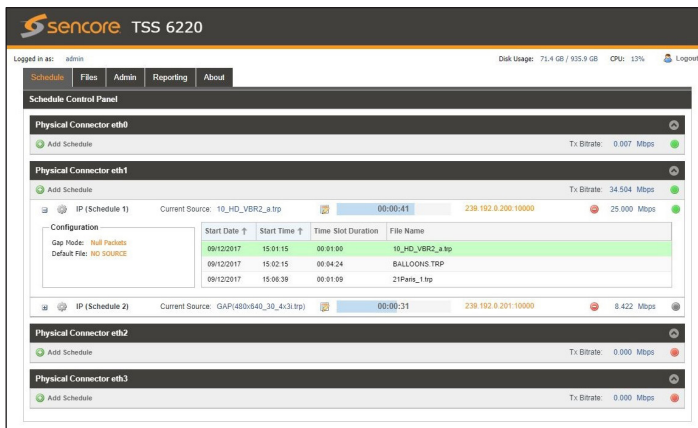 sencore TSS 6220
Logged in as: admin Disk Usage: 71.4 GB / 935.9 GB CPU: 13% Logout
Schedule Files Admin Reporting About
Schedule Control Panel
Physical Connector eth0
Add Schedule Tx Bitrate: 0.007 Mbps
Physical Connector eth1
Add Schedule Tx Bitrate: 34.504 Mbps
IP (Schedule 1) Current Source: 10_HD_VBR2_a.trp 00:00:41 239.192.0.200:10000 25.000 Mbps
Configuration
Gap Mode: Null Packets
Default File: NO SOURCE
Start Date ↑ Start Time ↑ Time Slot Duration File Name
09/12/2017 15:01:15 00:01:00 10_HD_VBR2_a.trp
09/12/2017 15:02:15 00:04:24 BALLOONS.TRP
09/12/2017 15:06:39 00:01:09 21Paris_1.trp
IP (Schedule 2) Current Source: GAP(480x640_30_4x3i.trp) 00:00:31 239.192.0.201:10000 8.422 Mbps
Physical Connector eth2
Add Schedule Tx Bitrate: 0.000 Mbps
Physical Connector eth3
Add Schedule Tx Bitrate: 0.000 Mbps